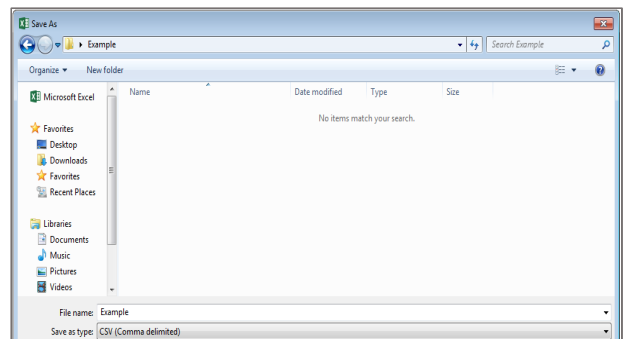 Save As
Example
Search Example
Organize
New folder
Microsoft Excel
Favorites
Desktop
Downloads
Favorites
Recent Places
Libraries
Documents
Music
Pictures
Videos
Name Date modified Type Size
No items match your search.
File name: Example
Save as type: CSV (Comma delimited)